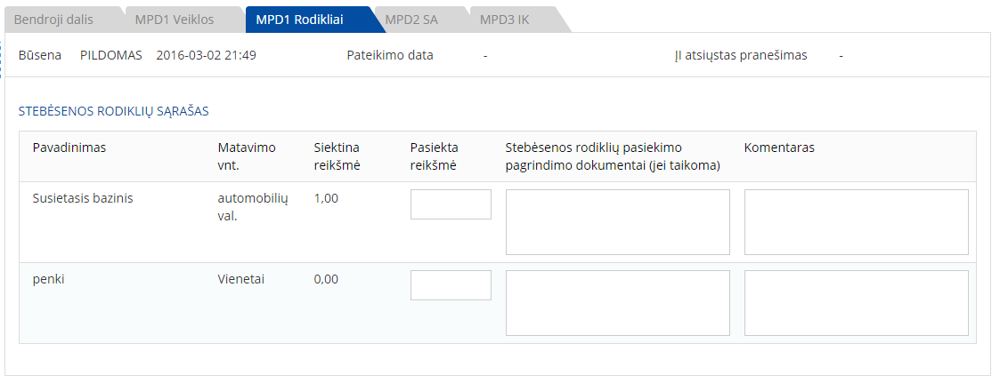 Bendroji dalis MPD1 Veiklos MPD1 Rodikliai MPD2 SA MPD3 IK
Būsena PILDOMAS 2016-03-02 21:49 Pateikimo data - ĮI atsiųstas pranešimas -
STEBĖSENOS RODIKLIŲ SĄRAŠAS
Pavadinimas Matavimo Siektina Pasiekta Stebėsenos rodiklių pasiekimo Komentaras
vnt. reikšmė reikšmė pagrindimo dokumentai (jei taikoma)
Susietasis bazinis automobilių 1,00
val.
penki Vienetai 0,00